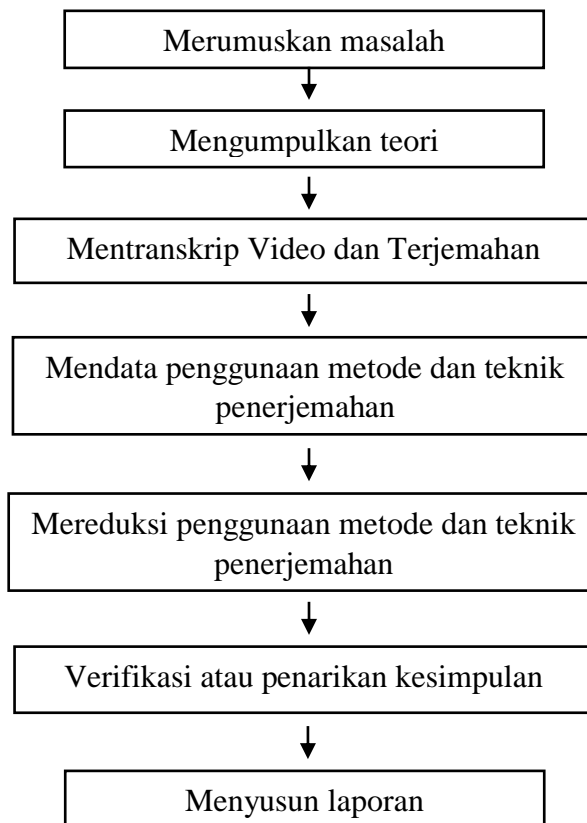 Merumuskan masalah
Mengumpulkan teori
Mentranskrip Video dan Terjemahan
Mendata penggunaan metode dan teknik
penerjemahan
Mereduksi penggunaan metode dan teknik
penerjemahan
Verifikasi atau penarikan kesimpulan
Menyusun laporan